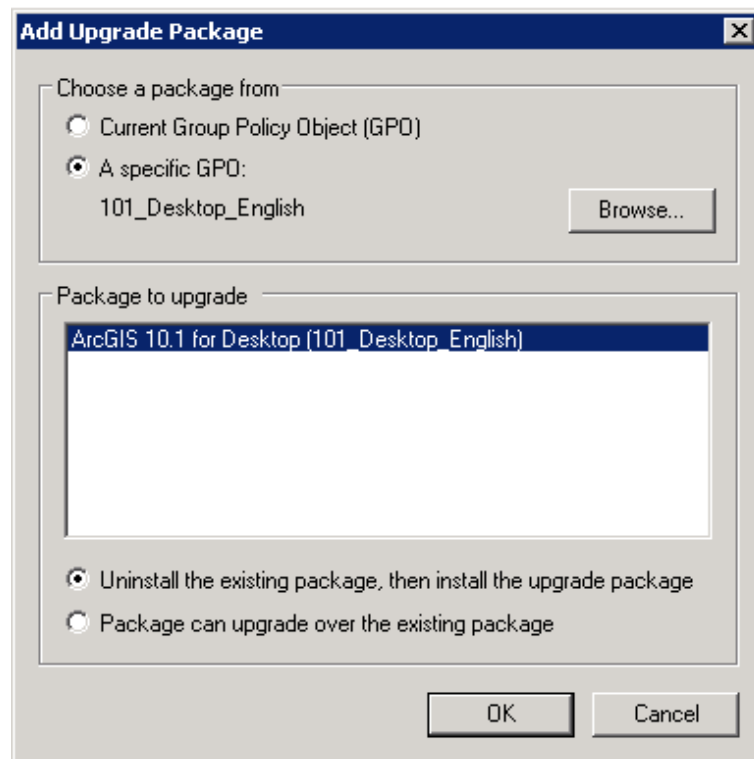 Add Upgrade Package
Choose a package from
Current Group Policy Object (GPO)
A specific GPO:
101_Desktop_English
Browse...
Package to upgrade
ArcGIS 10.1 for Desktop (101_Desktop_English)
Uninstall the existing package, then install the upgrade package
Package can upgrade over the existing package
OK Cancel